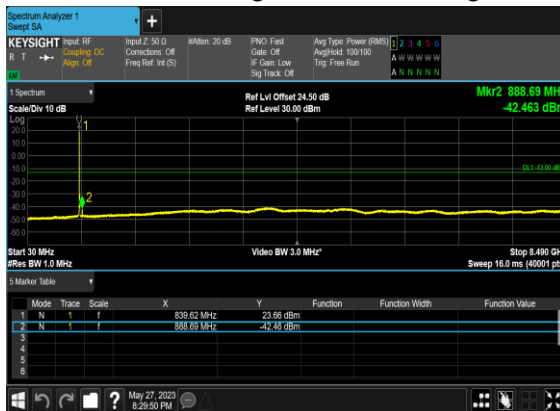 Spectrum Analyzer 1
Swept SA
+
KEYSIGHT Input: RF Input Z: 50 Ω #Atten: 20 dB PNO: Fast Avg Type: Power (RMS) 1 2 3 4 5 6
R T Coupling: DC Corrections: Off Gate: Off Avg|Hold: 100/100 A W W W W W
Align: Off Freq Ref: Int (S) IF Gain: Low Trig: Free Run
Sig Track: Off A N N N N N
1 Spectrum
Ref Lvl Offset 24.50 dB Mkr2 888.69 MH
Scale/Div 10 dB Ref Level 30.00 dBm -42.463 dB
Log
1
20.0
10.0
0.00
-10.0
DL1 -13.00 dB
-20.0
-30.0
2
-40.0
-50.0
-60.0
Start 30 MHz Video BW 3.0 MHz* Stop 8.490 GH
#Res BW 1.0 MHz Sweep 16.0 ms (40001 pt
5 Marker Table
Mode Trace Scale X Y Function Function Width Function Value
1 N 1 f 839.62 MHz 23.66 dBm
2 N 1 f 888.69 MHz -42.46 dBm
3
4
5
6
? May 27, 2023
8:29:50 PM